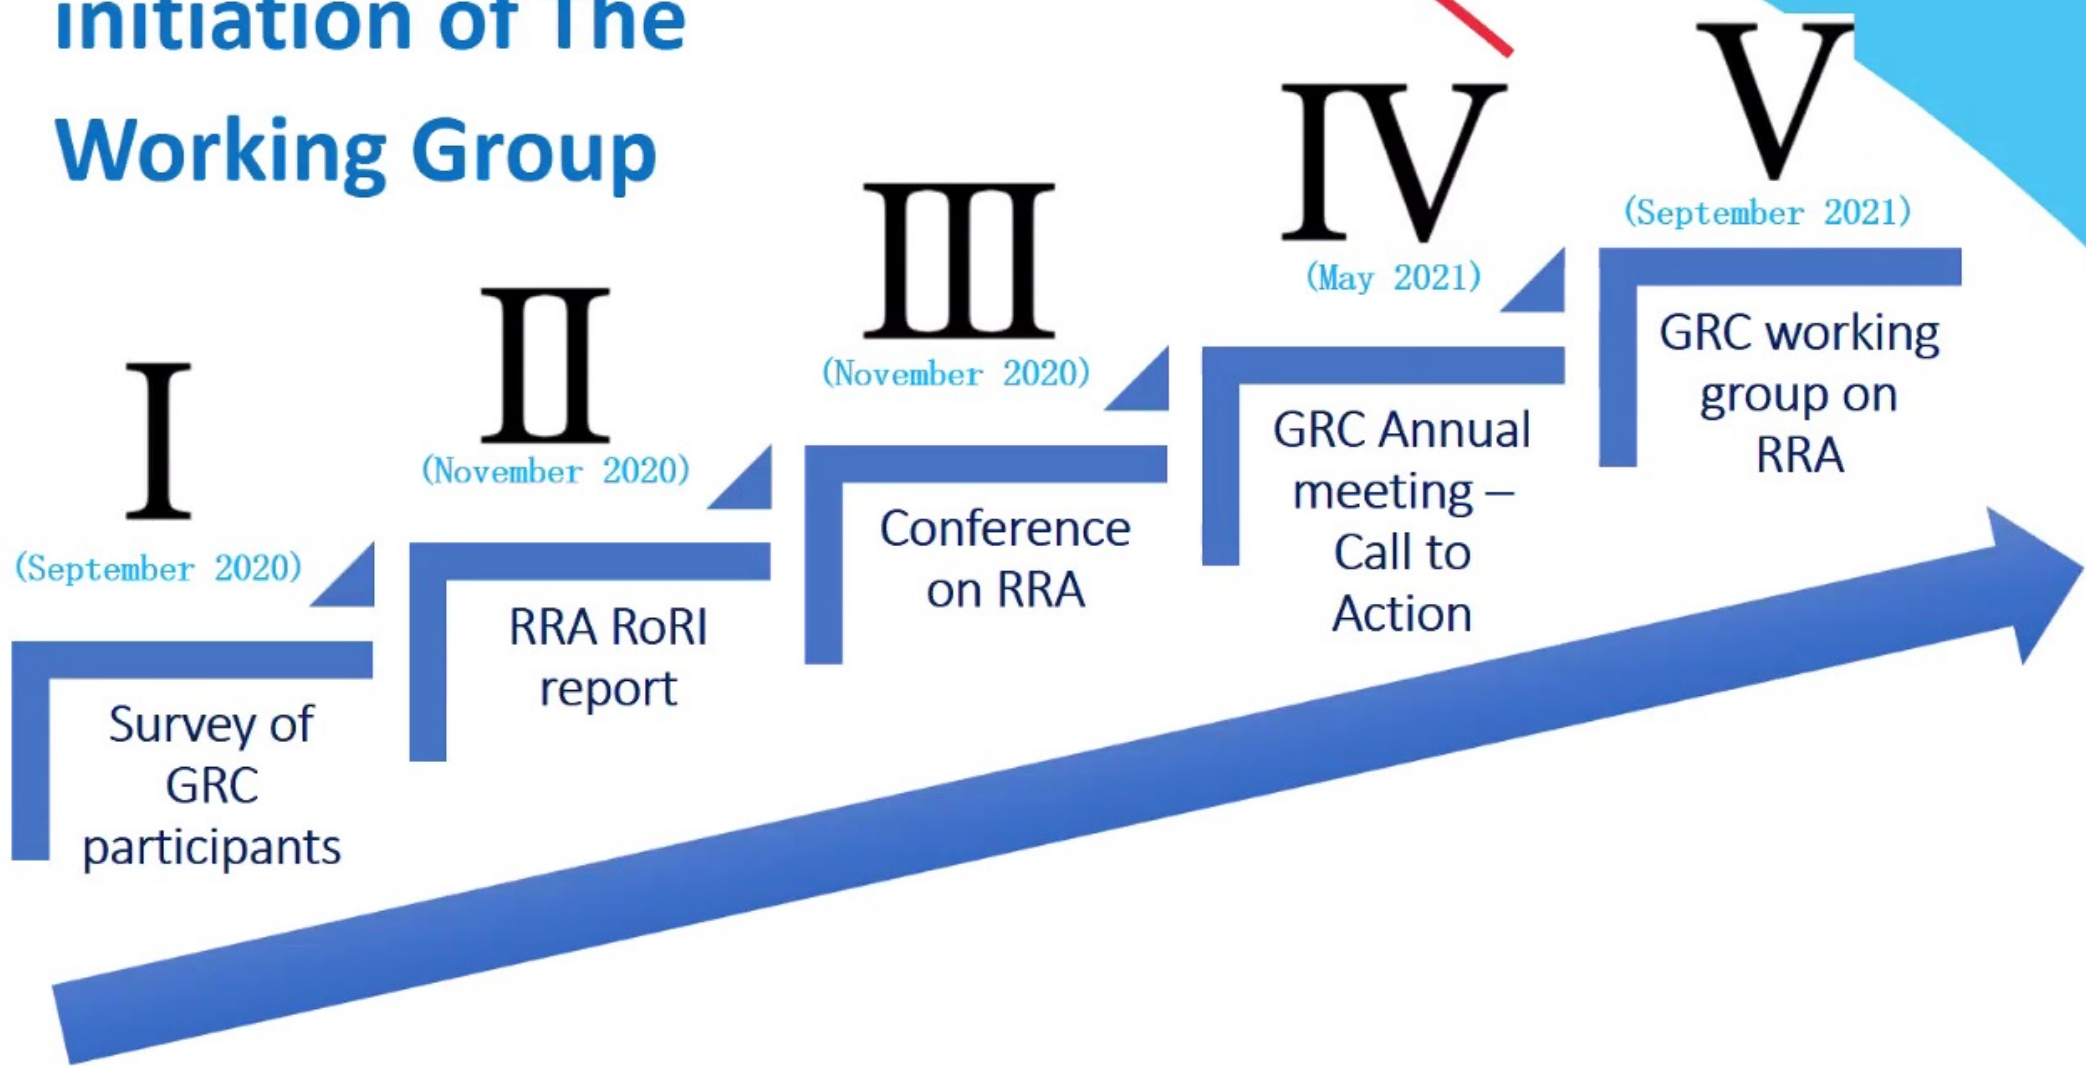 initiation of The
Working Group
I
(September 2020)
Survey of
GRC
participants
II
(November 2020)
RRA RoRI
report
III
(November 2020)
Conference
on RRA
IV
(May 2021)
GRC Annual
meeting –
Call to
Action
V
(September 2021)
GRC working
group on
RRA